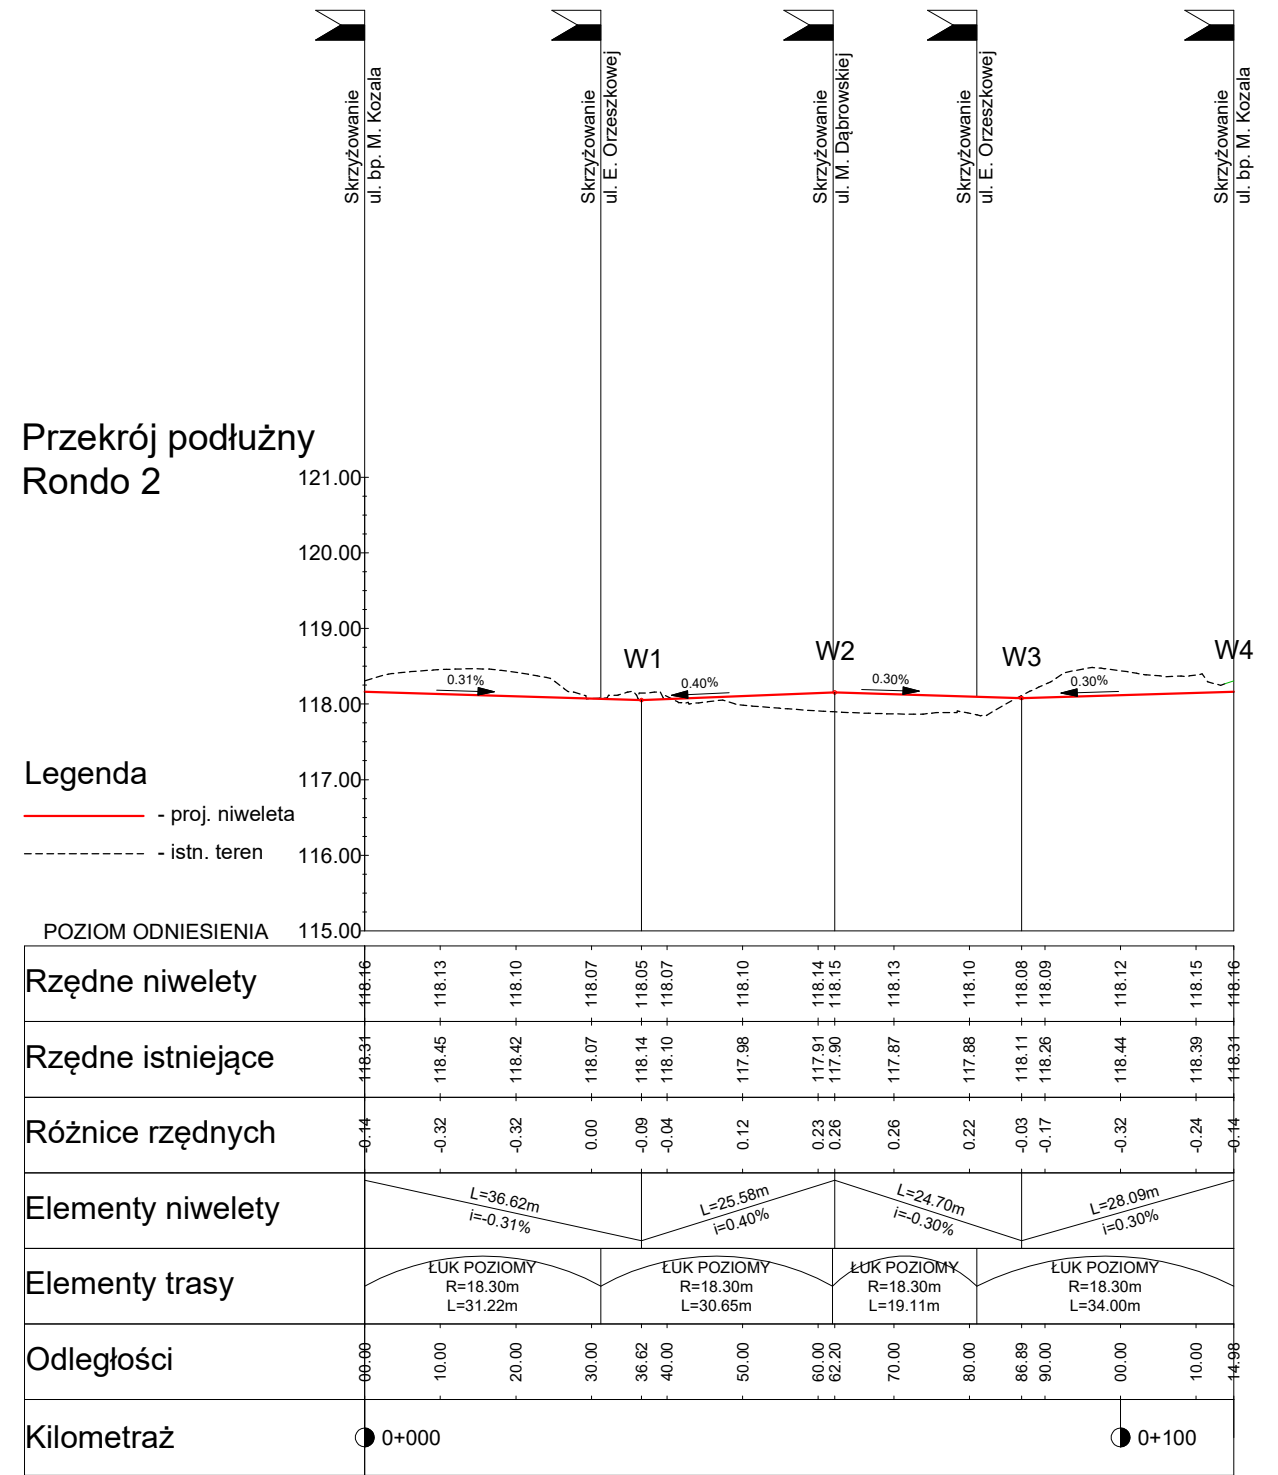 Skrzyżowanie
ul. bp. M. Kozala
Skrzyżowanie
ul. E. Orzeszkowej
Skrzyżowanie
ul. M. Dąbrowskiej
Skrzyżowanie
ul. E. Orzeszkowej
Skrzyżowanie
ul. bp. M. Kozala
Przekrój podłużny
Rondo 2
121.00
120.00
119.00
118.00
117.00
116.00
115.00
W1
W2
W3
W4
0.31%
0.40%
0.30%
0.30%
Legenda
- proj. niweleta
- istn. teren
POZIOM ODNIESIENIA
Rzędne niwelety
118.16 118.13 118.10 118.07 118.05 118.07 118.10 118.14 118.15 118.13 118.10 118.08 118.09 118.12 118.15 118.16
Rzędne istniejące
118.31 118.45 118.42 118.07 118.14 118.10 117.98 117.91 117.90 117.87 117.88 118.11 118.26 118.44 118.39 118.31
Różnice rzędnych
-0.14 -0.32 -0.32 0.00 -0.09 -0.04 0.12 0.23 0.26 0.26 0.22 -0.03 -0.17 -0.32 -0.24 -0.14
Elementy niwelety
L=36.62m
i=-0.31%
L=25.58m
i=0.40%
L=24.70m
i=-0.30%
L=28.09m
i=0.30%
Elementy trasy
ŁUK POZIOMY
R=18.30m
L=31.22m
ŁUK POZIOMY
R=18.30m
L=30.65m
ŁUK POZIOMY
R=18.30m
L=19.11m
ŁUK POZIOMY
R=18.30m
L=34.00m
Odległości
00.00 10.00 20.00 30.00 36.62 40.00 50.00 60.00 62.20 70.00 80.00 86.89 90.00 00.00 10.00 14.98
Kilometraż
0+000
0+100